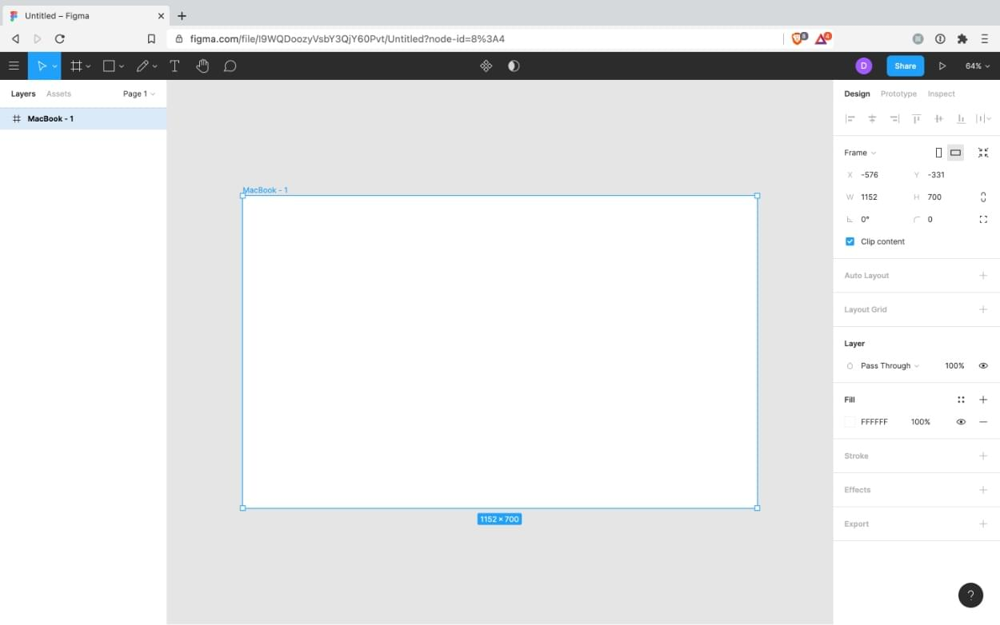 Untitled – Figma
figma.com/file/I9WQDoozyVsbY3QjY60Pvt/Untitled?node-id=8%3A4
8
4
D
Share
64%
Layers Assets Page 1
MacBook - 1
MacBook - 1
1152 × 700
Design Prototype Inspect
Frame
X -576 Y -331
W 1152 H 700
0° 0
Clip content
Auto Layout
Layout Grid
Layer
Pass Through 100%
Fill
FFFFFF 100%
Stroke
Effects
Export
?